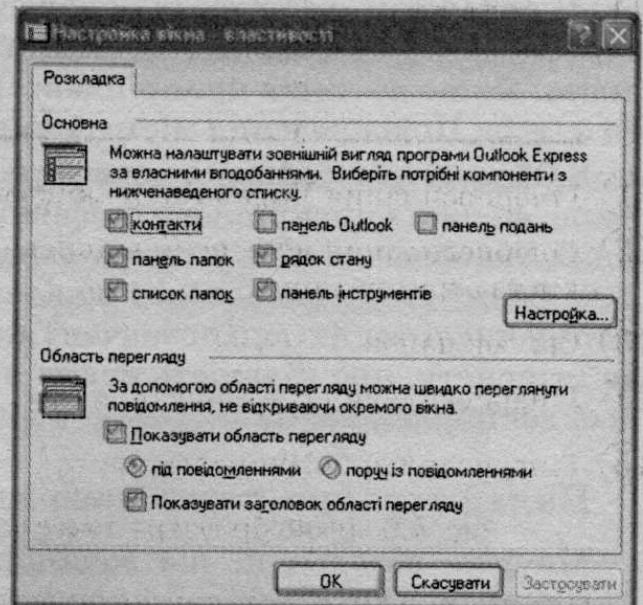 Настройка вікна - властивості
Розкладка
Основна
Можна налаштувати зовнішній вигляд програми Outlook Express
за власними вподобаннями. Виберіть потрібні компоненти з
нижченаведеного списку.
контакти панель Outlook панель подань
панель папок рядок стану
список папок панель інструментів
Настройка...
Область перегляду
За допомогою області перегляду можна швидко переглянути
повідомлення, не відкриваючи окремого вікна.
Показувати область перегляду
під повідомленнями поруч із повідомленнями
Показувати заголовок області перегляду
OK Скасувати Застосувати